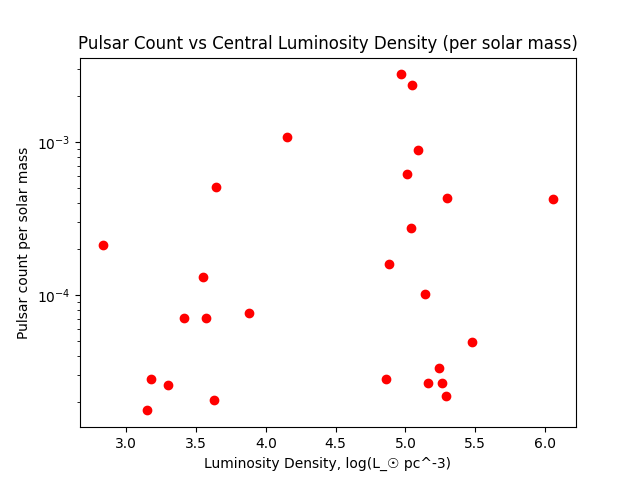 Pulsar Count vs Central Luminosity Density (per solar mass)
Pulsar count per solar mass
10⁻³
10⁻⁴
3.0 3.5 4.0 4.5 5.0 5.5 6.0
Luminosity Density, log(L_☉ pc^-3)